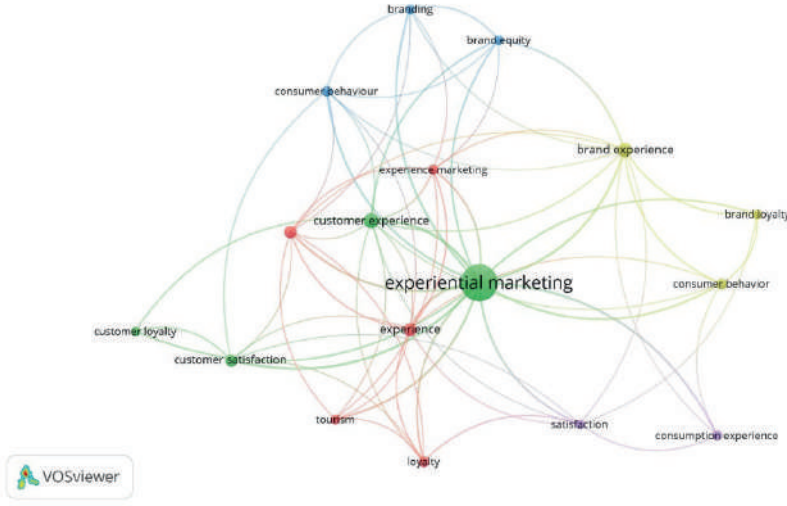 branding
brand equity
consumer behaviour
brand experience
experience marketing
brand loyalty
customer experience
experiential marketing
consumer behavior
customer loyalty
experience
customer satisfaction
tourism
satisfaction
consumption experience
loyalty
VOSviewer